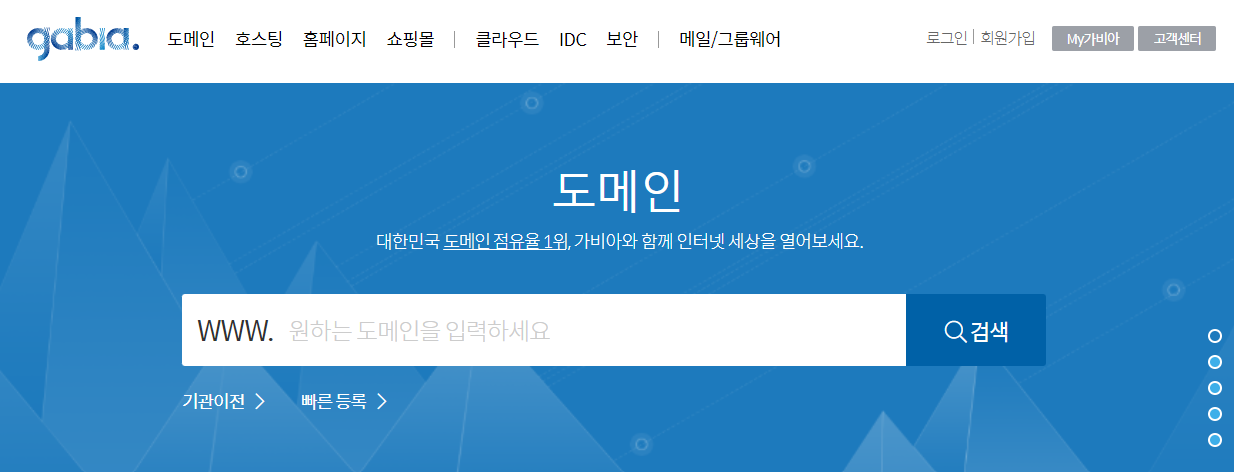 gabia.
도메인 호스팅 홈페이지 쇼핑몰 | 클라우드 IDC 보안 | 메일/그룹웨어
로그인 | 회원가입 My가비아 고객센터
도메인
대한민국 도메인 점유율 1위, 가비아와 함께 인터넷 세상을 열어보세요.
WWW. 원하는 도메인을 입력하세요 검색
기관이전 > 빠른 등록 >